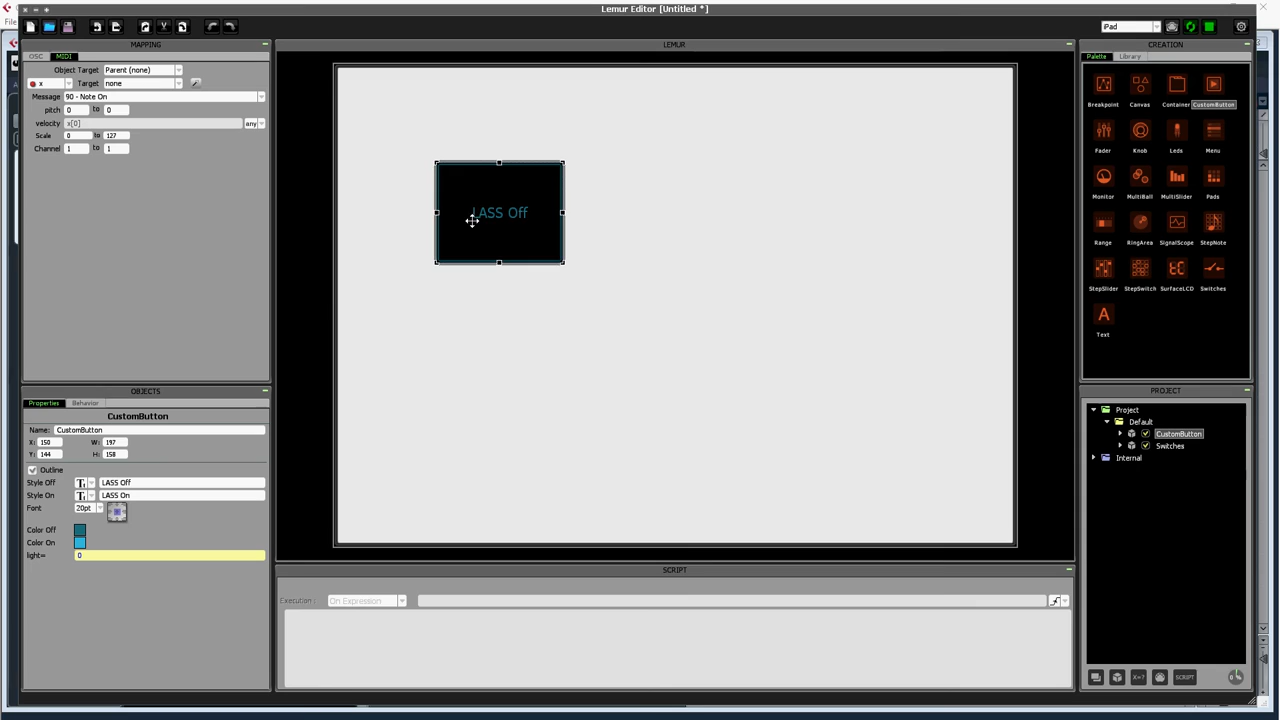 Lemur Editor [Untitled *]
File
iPad
MAPPING
OSC MIDI
Object Target Parent (none)
x Target none
Message 90 - Note On
pitch 0 to 0
velocity x[0] any
Scale 0 to 127
Channel 1 to 1
LEMUR
LASS Off
CREATION
Palette Library
Breakpoint Canvas Container CustomButton
Fader Knob Leds Menu
Monitor MultiBall MultiSlider Pads
Range RingArea SignalScope StepNote
StepSlider StepSwitch SurfaceLCD Switches
Text
OBJECTS
Properties Behavior
CustomButton
Name: CustomButton
X: 150 W: 197
Y: 144 H: 158
Outline
Style Off LASS Off
Style On LASS On
Font 20pt
Color Off
Color On
light= 0
SCRIPT
Execution : On Expression
PROJECT
Project
Default
CustomButton
Switches
Internal
X=? SCRIPT 0 %